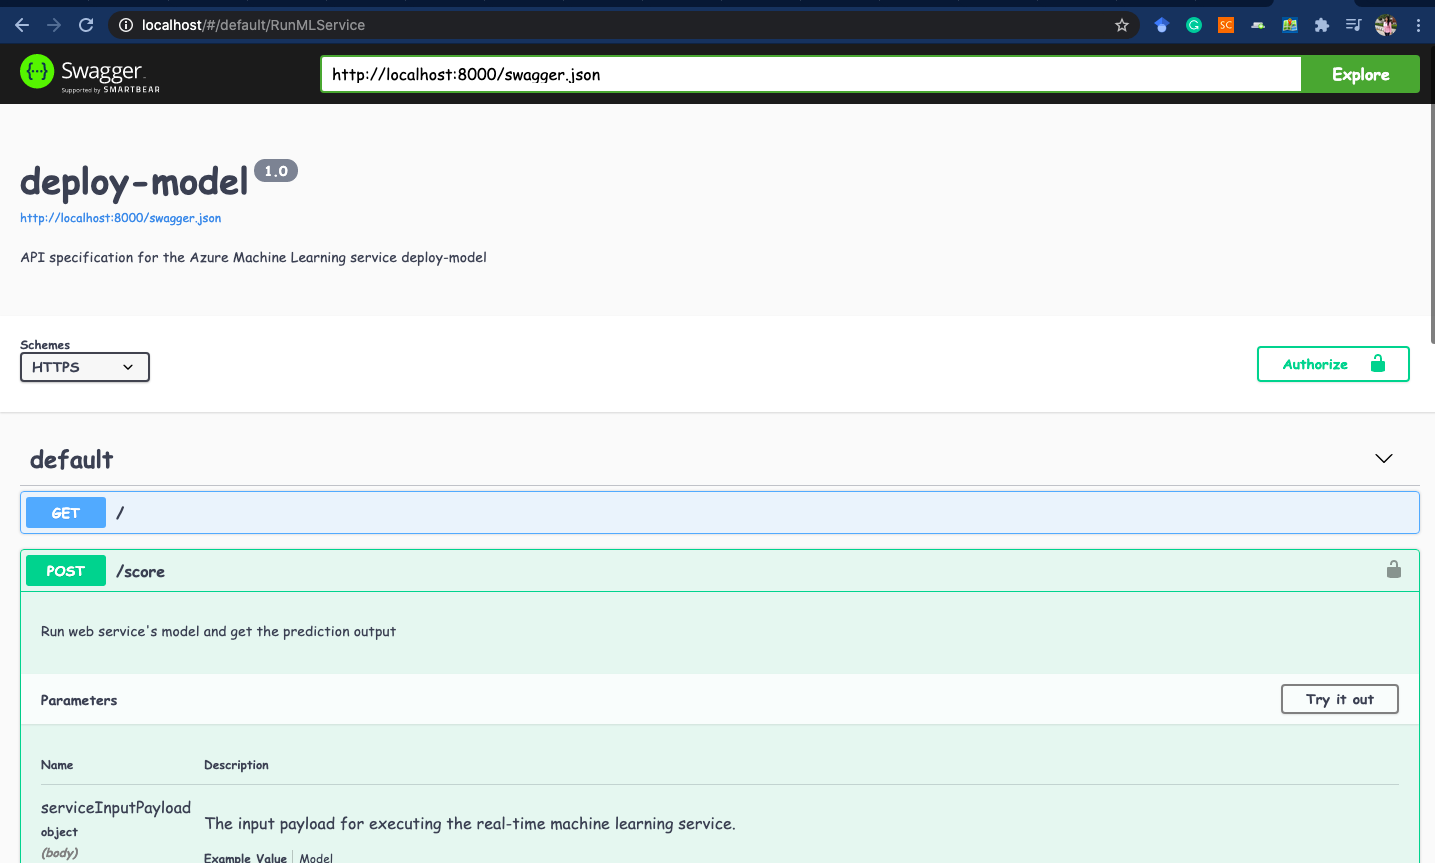 localhost/#/default/RunMLService
SC
{...} Swagger.
Supported by SMARTBEAR
http://localhost:8000/swagger.json
Explore
deploy-model 1.0
http://localhost:8000/swagger.json
API specification for the Azure Machine Learning service deploy-model
Schemes
HTTPS
Authorize
default
GET /
POST /score
Run web service's model and get the prediction output
Parameters
Try it out
Name Description
serviceInputPayload
object
(body)
The input payload for executing the real-time machine learning service.
Example Value Model